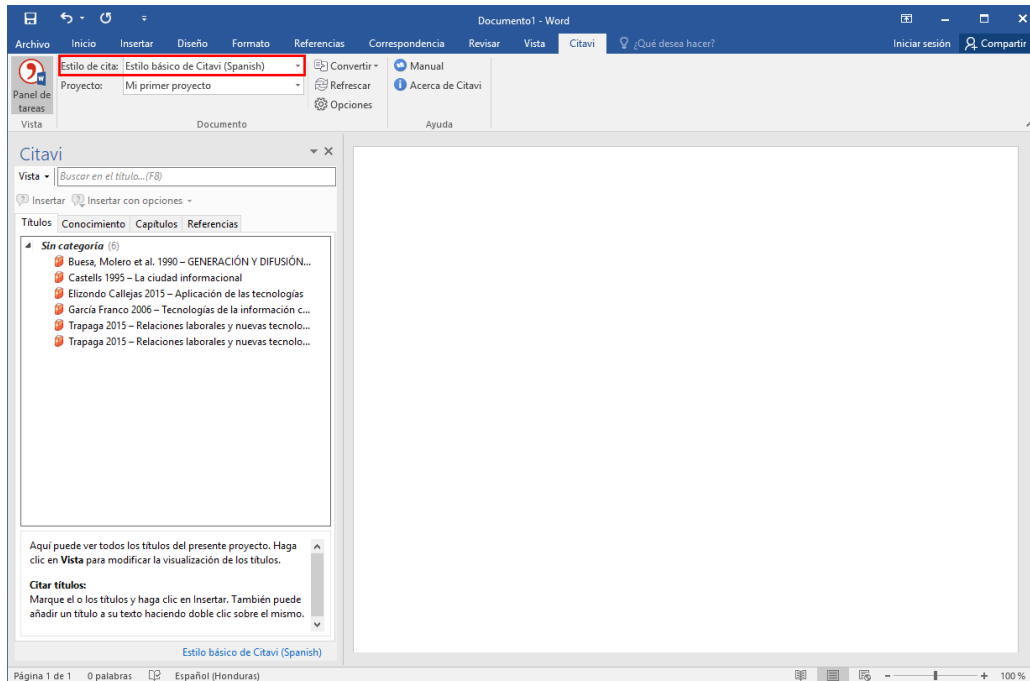 Documento1 - Word
Archivo Inicio Insertar Diseño Formato Referencias Correspondencia Revisar Vista Citavi ¿Qué desea hacer? Iniciar sesión Compartir
Panel de tareas
Vista
Estilo de cita: Estilo básico de Citavi (Spanish)
Proyecto: Mi primer proyecto
Convertir
Refrescar
Opciones
Documento
Manual
Acerca de Citavi
Ayuda
Citavi
Vista Buscar en el título...(F8)
Insertar Insertar con opciones
Títulos Conocimiento Capítulos Referencias
Sin categoría (6)
Buesa, Molero et al. 1990 – GENERACIÓN Y DIFUSIÓN...
Castells 1995 – La ciudad informacional
Elizondo Callejas 2015 – Aplicación de las tecnologías
García Franco 2006 – Tecnologías de la información c...
Trapaga 2015 – Relaciones laborales y nuevas tecnolo...
Trapaga 2015 – Relaciones laborales y nuevas tecnolo...
Aquí puede ver todos los títulos del presente proyecto. Haga
clic en Vista para modificar la visualización de los títulos.
Citar títulos:
Marque el o los títulos y haga clic en Insertar. También puede
añadir un título a su texto haciendo doble clic sobre el mismo.
Estilo básico de Citavi (Spanish)
Página 1 de 1 0 palabras Español (Honduras) 100 %